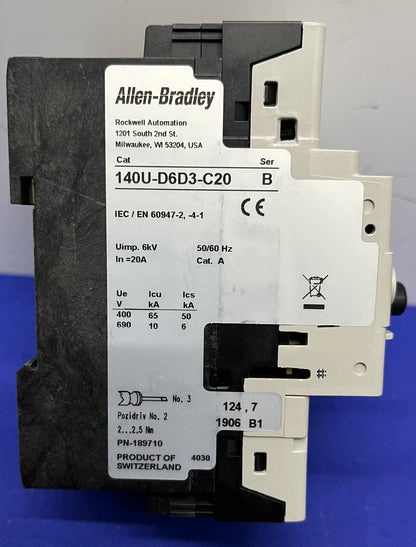 Allen-Bradley
Rockwell Automation
1201 South 2nd St.
Milwaukee, WI 53204, USA
Cat Ser
140U-D6D3-C20 B
IEC / EN 60947-2, -4-1
CE
Uimp. 6kV 50/60 Hz
In =20A Cat. A
Ue Icu Ics
V kA kA
400 65 50
690 10 6
No. 3
Pozidriv No. 2
2...2.5 Nm
PN-189710
PRODUCT OF 4030
SWITZERLAND
124 , 7
1906 B1